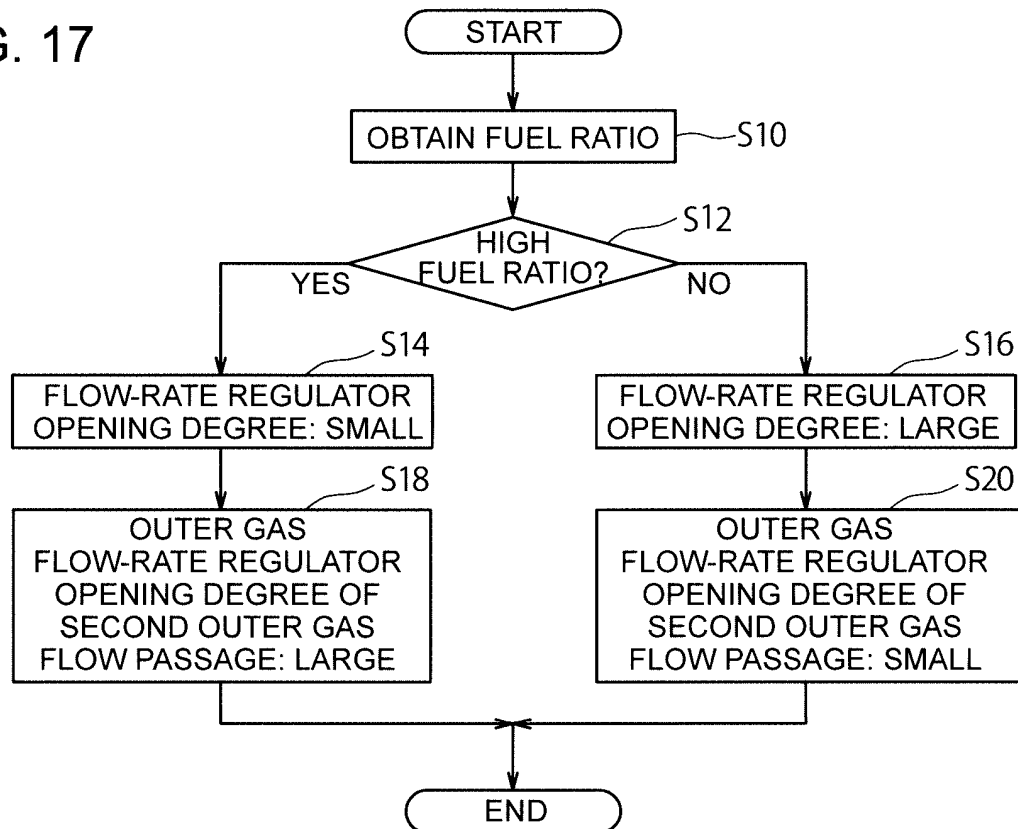 G. 17
START
OBTAIN FUEL RATIO
S10
S12
HIGH
FUEL RATIO?
YES
NO
S14
FLOW-RATE REGULATOR
OPENING DEGREE: SMALL
S16
FLOW-RATE REGULATOR
OPENING DEGREE: LARGE
S18
OUTER GAS
FLOW-RATE REGULATOR
OPENING DEGREE OF
SECOND OUTER GAS
FLOW PASSAGE: LARGE
S20
OUTER GAS
FLOW-RATE REGULATOR
OPENING DEGREE OF
SECOND OUTER GAS
FLOW PASSAGE: SMALL
END